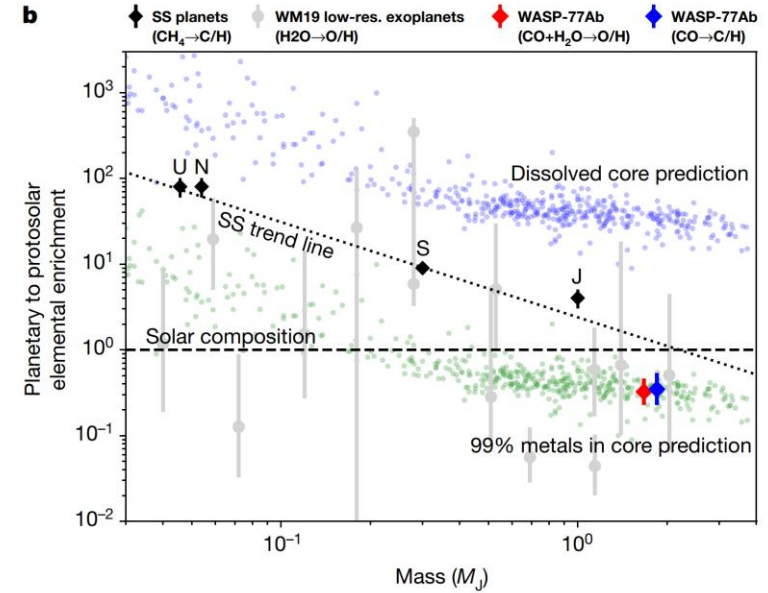 b
SS planets
(CH₄→C/H)
WM19 low-res. exoplanets
(H2O→O/H)
WASP-77Ab
(CO+H₂O→O/H)
WASP-77Ab
(CO→C/H)
Planetary to protosolar
elemental enrichment
10³
10²
10¹
10⁰
10⁻¹
10⁻²
U N
SS trend line
S
J
Dissolved core prediction
Solar composition
99% metals in core prediction
10⁻¹
10⁰
Mass (M_J)